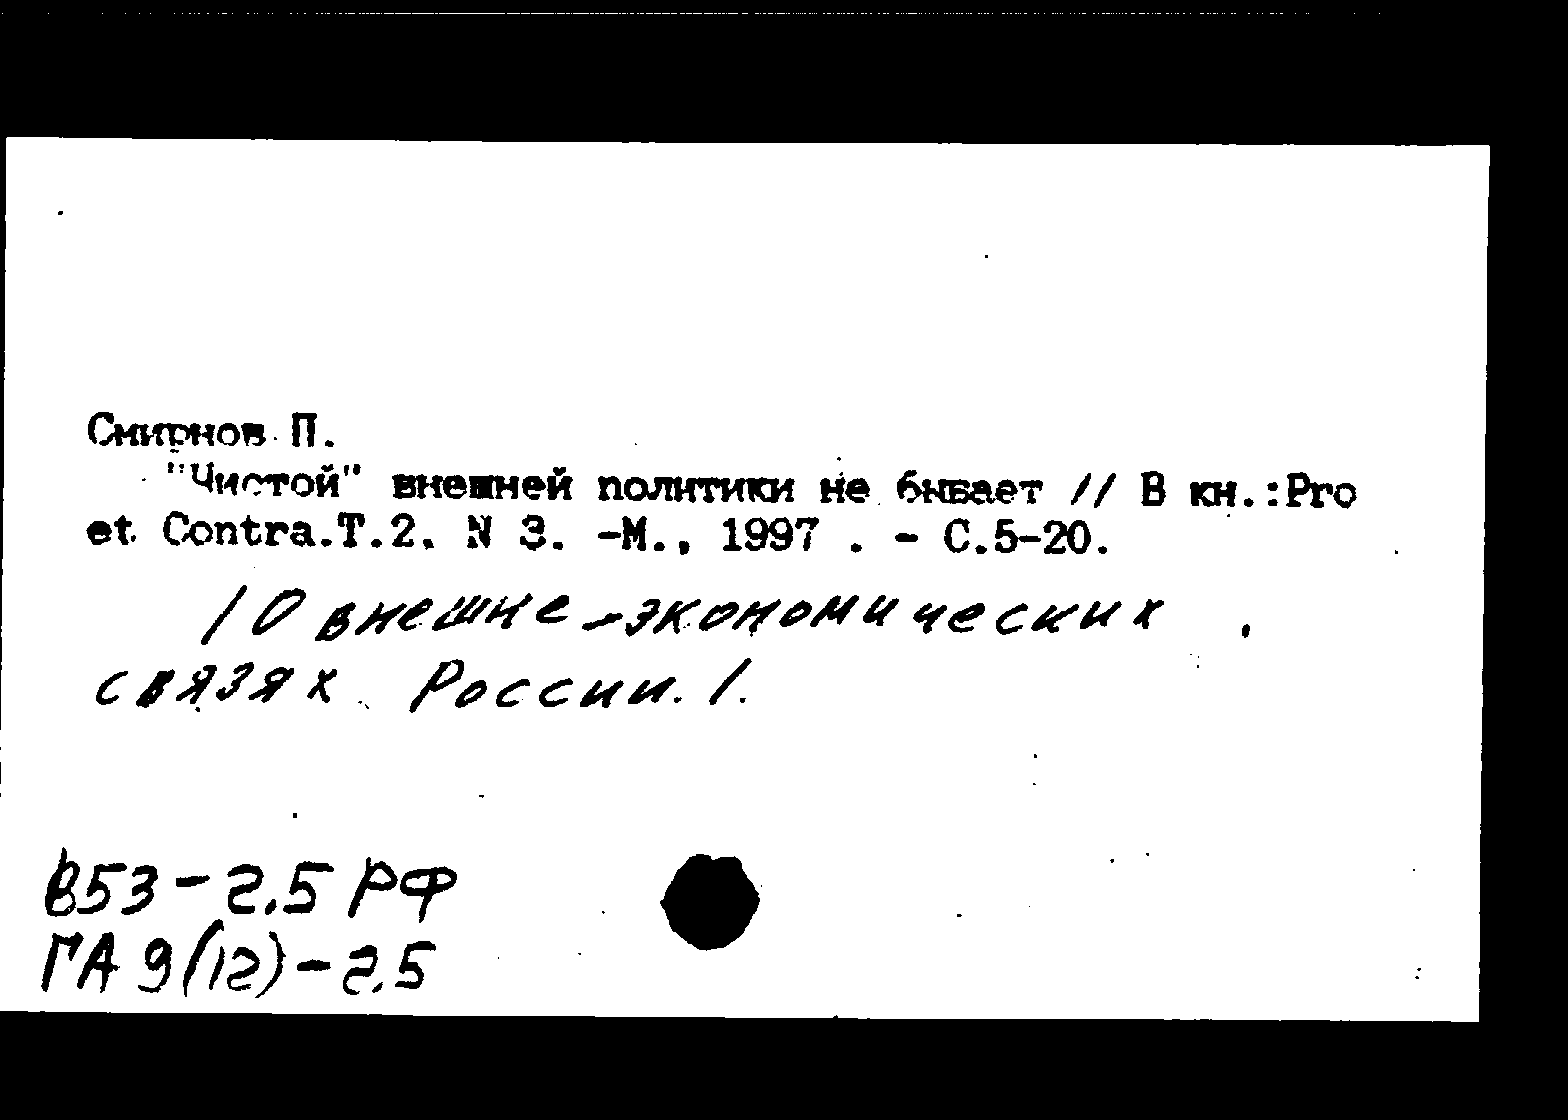 Смирнов П.
"Чистой" внешней политики не бывает // В кн.:Pro
et Contra.Т.2. N 3. -М., 1997 . - С.5-20.
/О внешне-экономических
связях России./.
В53-2.5 РФ
ГА 9(12)-2.5